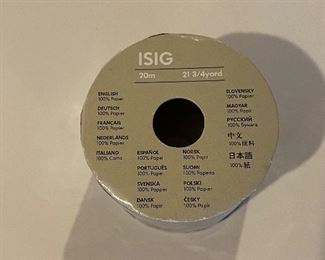 ISIG
20m 21 3/4yard
ENGLISH
100% Paper
DEUTSCH
100% Papier
FRANÇAIS
100% Papier
NEDERLANDS
100% Papier
ITALIANO
100% Carta
ESPAÑOL
100% Papel
PORTUGUÊS
100% Papel
SVENSKA
100% Papper
DANSK
100% Papir
NORSK
100% Papir
SUOMI
100% Paperia
POLSKI
100% Papier
ČESKY
100% Papír
SLOVENSKY
100% Papier
MAGYAR
100% Papír
РУССКИЙ
100% Бумага
中文
100%
日本語
100% 紙